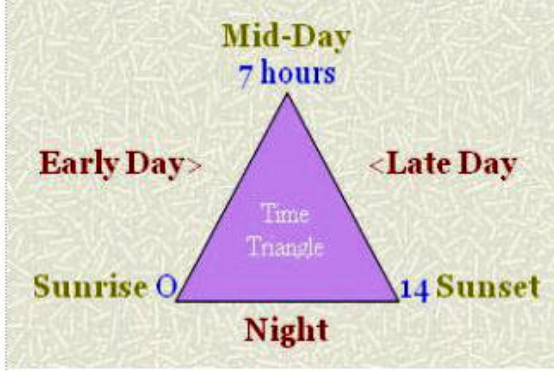 Mid-Day
7 hours
Early Day> <Late Day
Time
Triangle
Sunrise 0 14 Sunset
Night